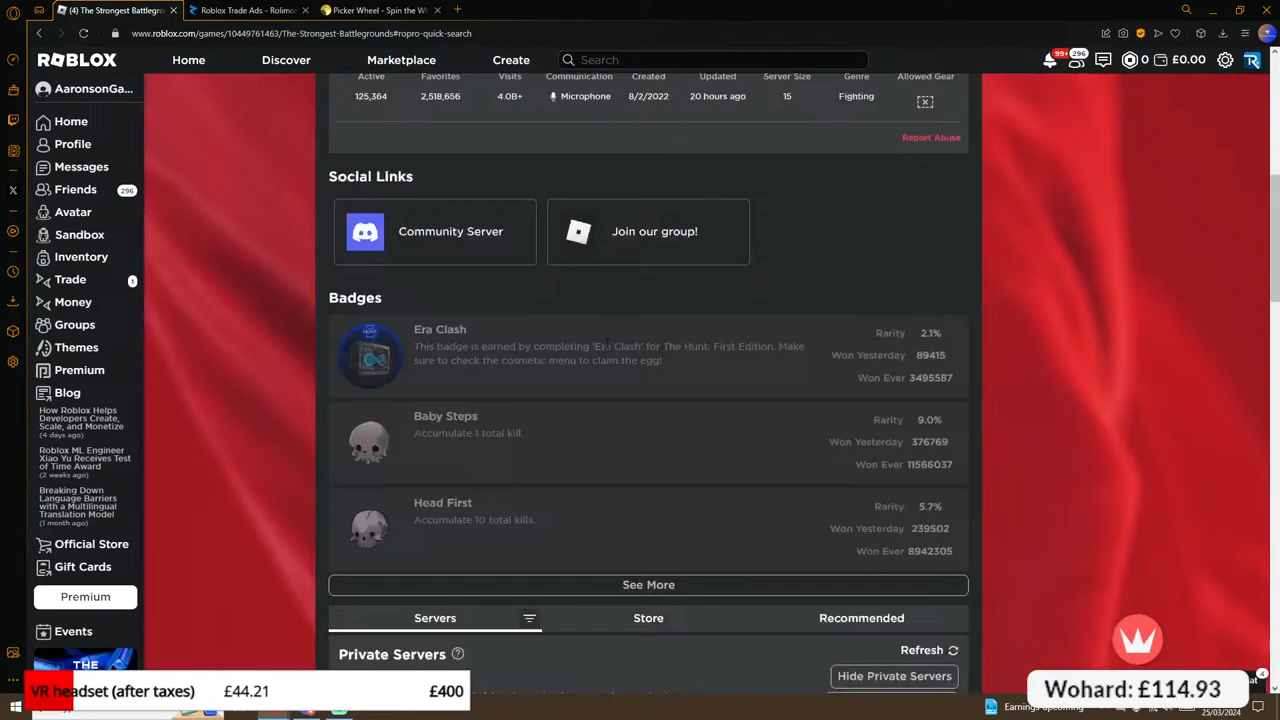 (4) The Strongest Battlegro
Roblox Trade Ads - Rolimo
Picker Wheel - Spin the Wh
www.roblox.com/games/10449761463/The-Strongest-Battlegrounds#ropro-quick-search
ROBLOX
Home
Discover
Marketplace
Create
Search
99+
296
0
£0.00
AaronsonGa...
Home
Profile
Messages
Friends
296
Avatar
Sandbox
Inventory
Trade
1
Money
Groups
Themes
Premium
Blog
How Roblox Helps
Developers Create,
Scale, and Monetize
(4 days ago)
Roblox ML Engineer
Xiao Yu Receives Test
of Time Award
(2 weeks ago)
Breaking Down
Language Barriers
with a Multilingual
Translation Model
(1 month ago)
Official Store
Gift Cards
Premium
Events
THE
Active Favorites Visits Communication Created Updated Server Size Genre Allowed Gear
125,364 2,518,656 4.0B+ Microphone 8/2/2022 20 hours ago 15 Fighting
Report Abuse
Social Links
Community Server
Join our group!
Badges
Era Clash
This badge is earned by completing 'Era Clash' for The Hunt: First Edition. Make
sure to check the cosmetic menu to claim the egg!
Rarity 2.1%
Won Yesterday 89415
Won Ever 3495587
Baby Steps
Accumulate 1 total kill.
Rarity 9.0%
Won Yesterday 376769
Won Ever 11566037
Head First
Accumulate 10 total kills.
Rarity 5.7%
Won Yesterday 239502
Won Ever 8942305
See More
Servers
Store
Recommended
Private Servers
Refresh
Hide Private Servers
VR headset (after taxes) £44.21 £400
Wohard: £114.93
4
Earnings upcoming
25/03/2024